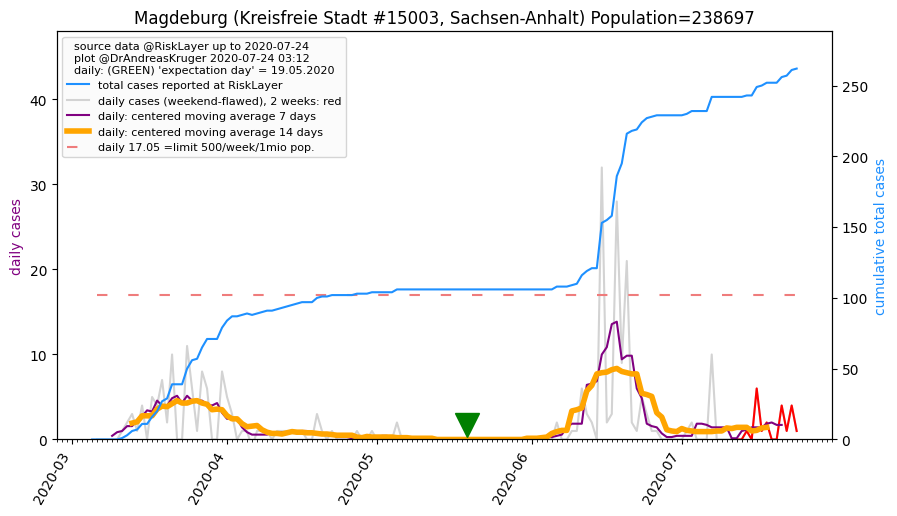 Magdeburg (Kreisfreie Stadt #15003, Sachsen-Anhalt) Population=238697
source data @RiskLayer up to 2020-07-24
plot @DrAndreasKruger 2020-07-24 03:12
daily: (GREEN) 'expectation day' = 19.05.2020
total cases reported at RiskLayer
daily cases (weekend-flawed), 2 weeks: red
daily: centered moving average 7 days
daily: centered moving average 14 days
daily 17.05 =limit 500/week/1mio pop.
daily cases
40
30
20
10
0
cumulative total cases
250
200
150
100
50
0
2020-03
2020-04
2020-05
2020-06
2020-07